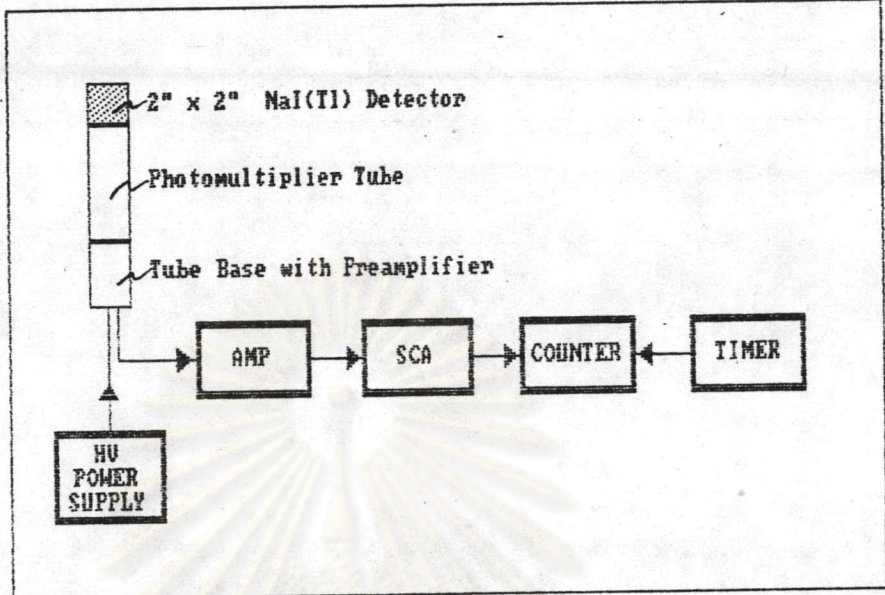 2" x 2" NaI(Tl) Detector
Photomultiplier Tube
Tube Base with Preamplifier
AMP
SCA
COUNTER
TIMER
HV
POWER
SUPPLY